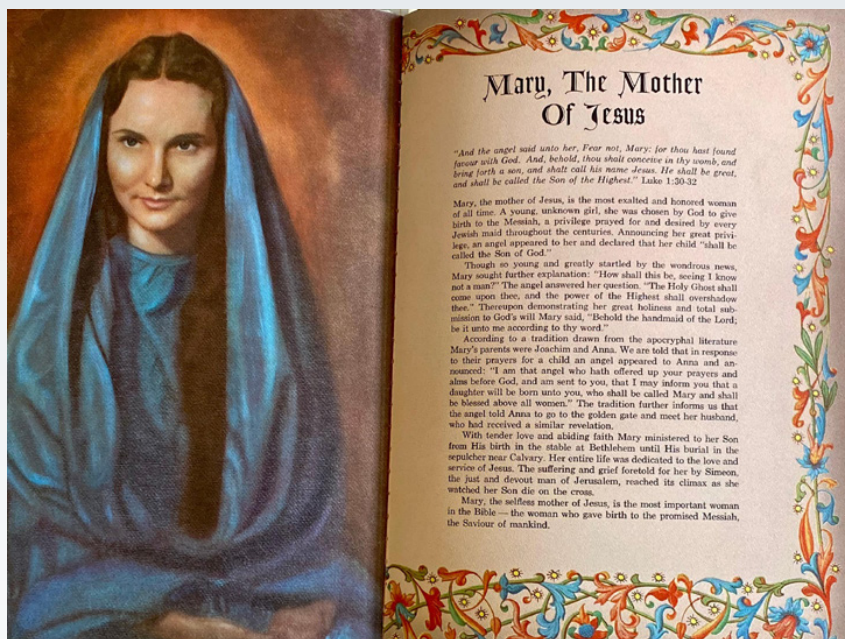 Mary, The Mother
Of Jesus
"And the angel said unto her, Fear not, Mary: for thou hast found
favour with God. And, behold, thou shalt conceive in thy womb, and
bring forth a son, and shalt call his name Jesus. He shall be great,
and shall be called the Son of the Highest." Luke 1:30-32
Mary, the mother of Jesus, is the most exalted and honored woman
of all time. A young, unknown girl, she was chosen by God to give
birth to the Messiah, a privilege prayed for and desired by every
Jewish maid throughout the centuries. Announcing her great privi-
lege, an angel appeared to her and declared that her child "shall be
called the Son of God."
Though so young and greatly startled by the wondrous news,
Mary sought further explanation: "How shall this be, seeing I know
not a man?" The angel answered her question. "The Holy Ghost shall
come upon thee, and the power of the Highest shall overshadow
thee." Thereupon demonstrating her great holiness and total sub-
mission to God's will Mary said, "Behold the handmaid of the Lord;
be it unto me according to thy word."
According to a tradition drawn from the apocryphal literature
Mary's parents were Joachim and Anna. We are told that in response
to their prayers for a child an angel appeared to Anna and an-
nounced: "I am that angel who hath offered up your prayers and
alms before God, and am sent to you, that I may inform you that a
daughter will be born unto you, who shall be called Mary and shall
be blessed above all women." The tradition further informs us that
the angel told Anna to go to the golden gate and meet her husband,
who had received a similar revelation.
With tender love and abiding faith Mary ministered to her Son
from His birth in the stable at Bethlehem until His burial in the
sepulcher near Calvary. Her entire life was dedicated to the love and
service of Jesus. The suffering and grief foretold for her by Simeon,
the just and devout man of Jerusalem, reached its climax as she
watched her Son die on the cross.
Mary, the selfless mother of Jesus, is the most important woman
in the Bible — the woman who gave birth to the promised Messiah,
the Saviour of mankind.